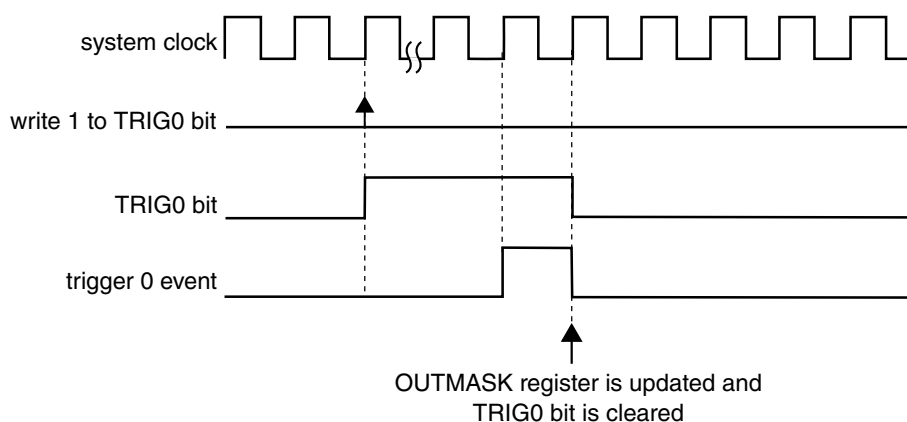 system clock
write 1 to TRIG0 bit
TRIG0 bit
trigger 0 event
OUTMASK register is updated and
TRIG0 bit is cleared